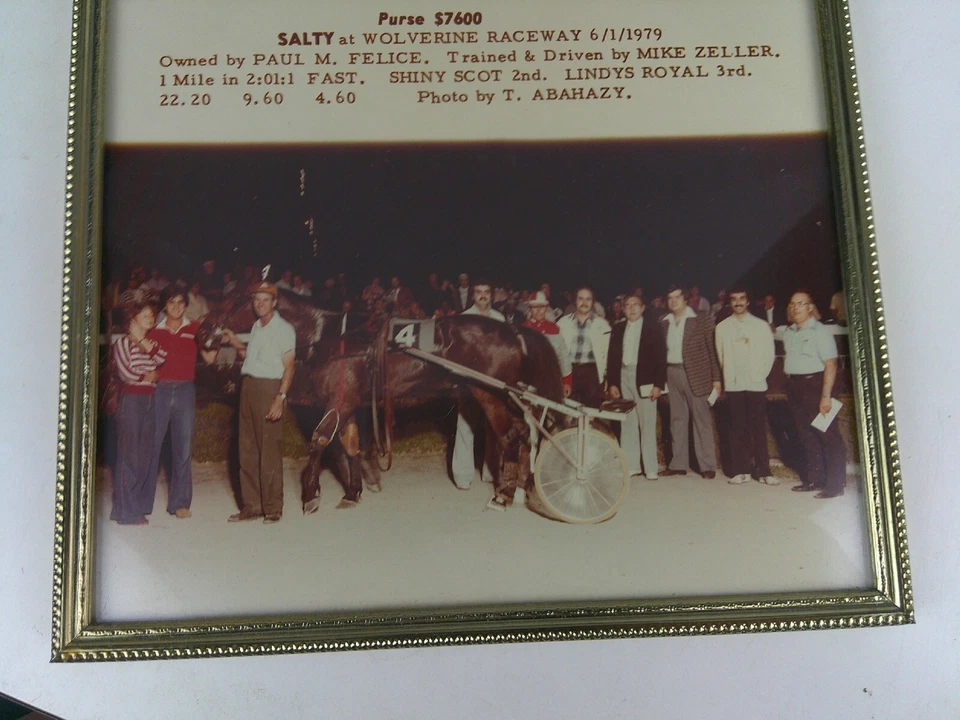 Purse $7600
SALTY at WOLVERINE RACEWAY 6/1/1979
Owned by PAUL M. FELICE. Trained & Driven by MIKE ZELLER.
1 Mile in 2:01:1 FAST. SHINY SCOT 2nd. LINDYS ROYAL 3rd.
22.20 9.60 4.60 Photo by T. ABAHAZY.
4
4